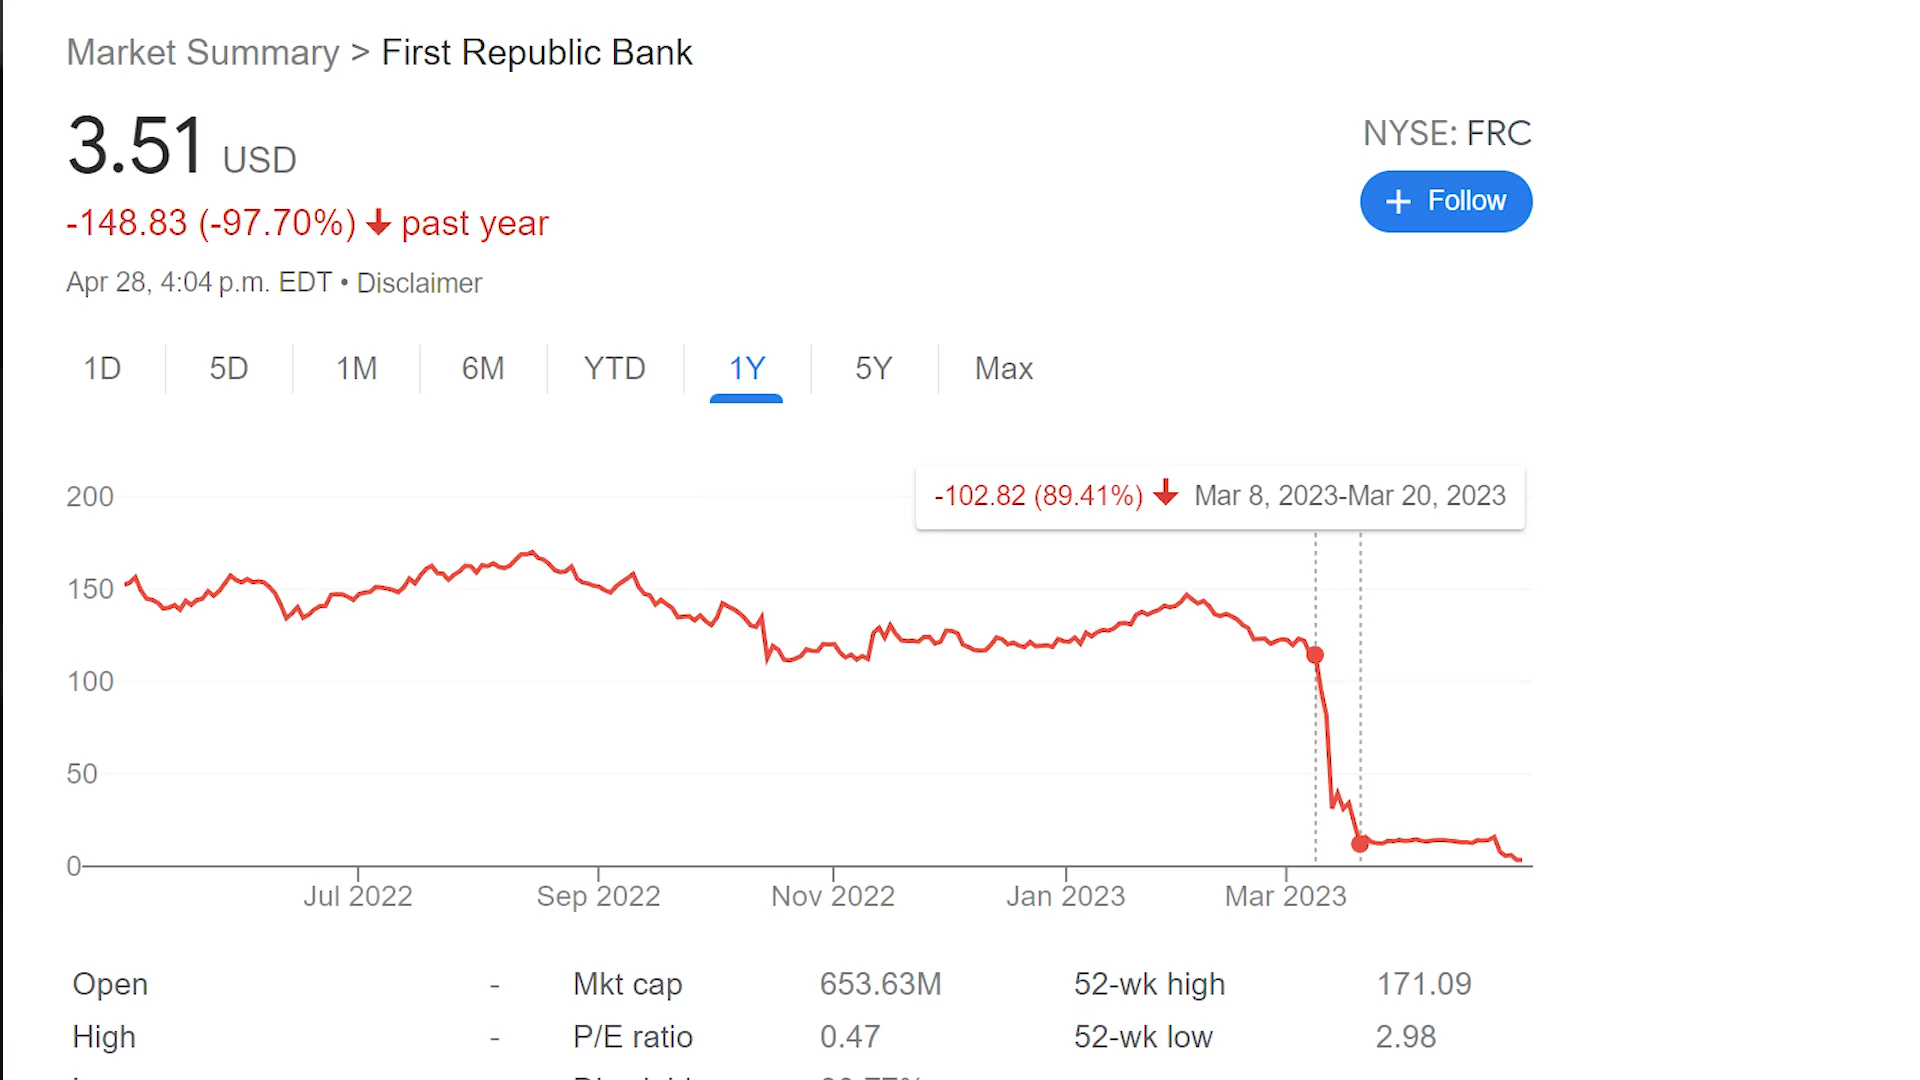 Market Summary > First Republic Bank
3.51 USD
NYSE: FRC
+ Follow
-148.83 (-97.70%) ↓ past year
Apr 28, 4:04 p.m. EDT • Disclaimer
1D 5D 1M 6M YTD 1Y 5Y Max
-102.82 (89.41%) ↓ Mar 8, 2023-Mar 20, 2023
200
150
100
50
0
Jul 2022 Sep 2022 Nov 2022 Jan 2023 Mar 2023
Open - Mkt cap 653.63M 52-wk high 171.09
High - P/E ratio 0.47 52-wk low 2.98